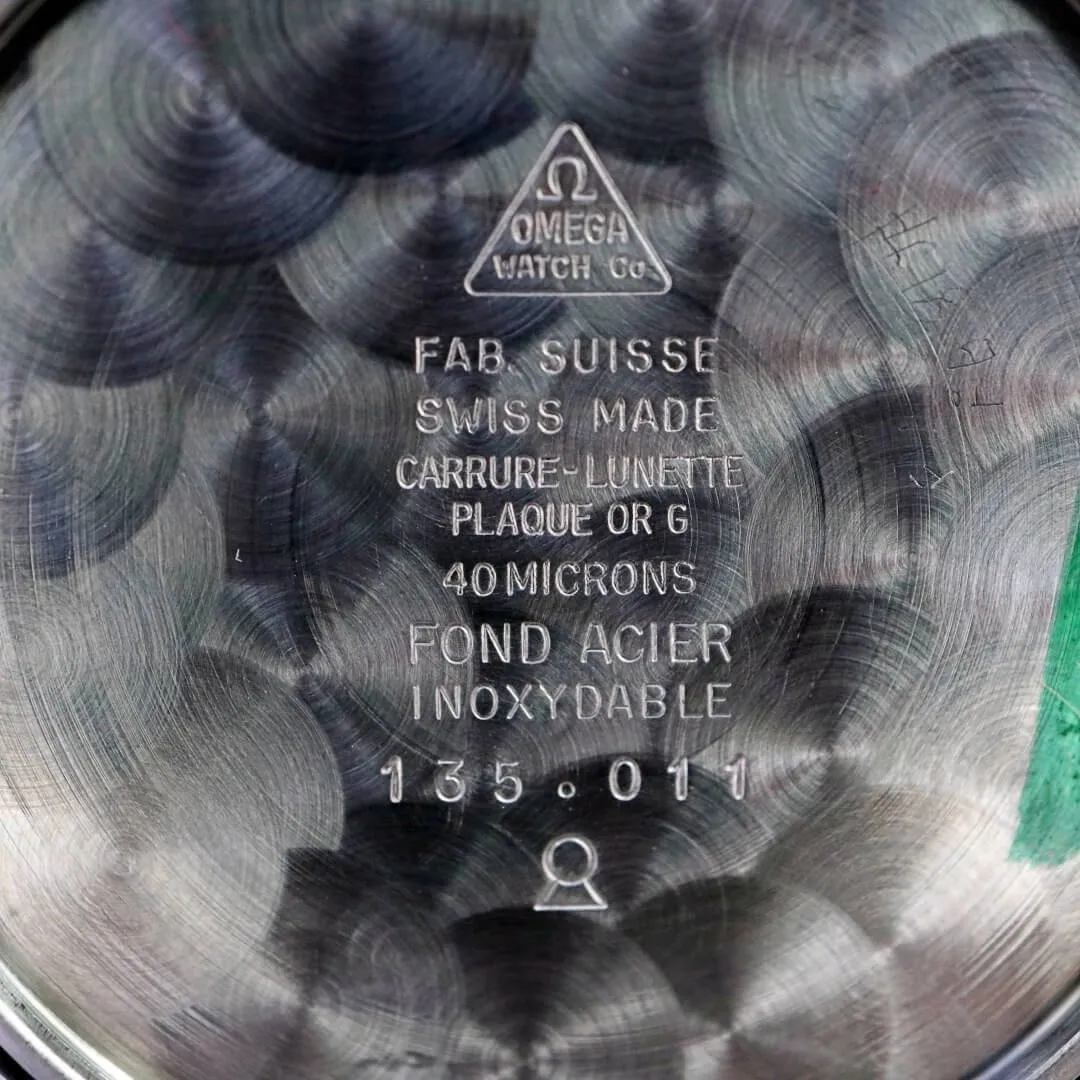 Ω
OMEGA
WATCH Co
FAB. SUISSE
SWISS MADE
CARRURE-LUNETTE
PLAQUE OR G
40 MICRONS
FOND ACIER
INOXYDABLE
135.011